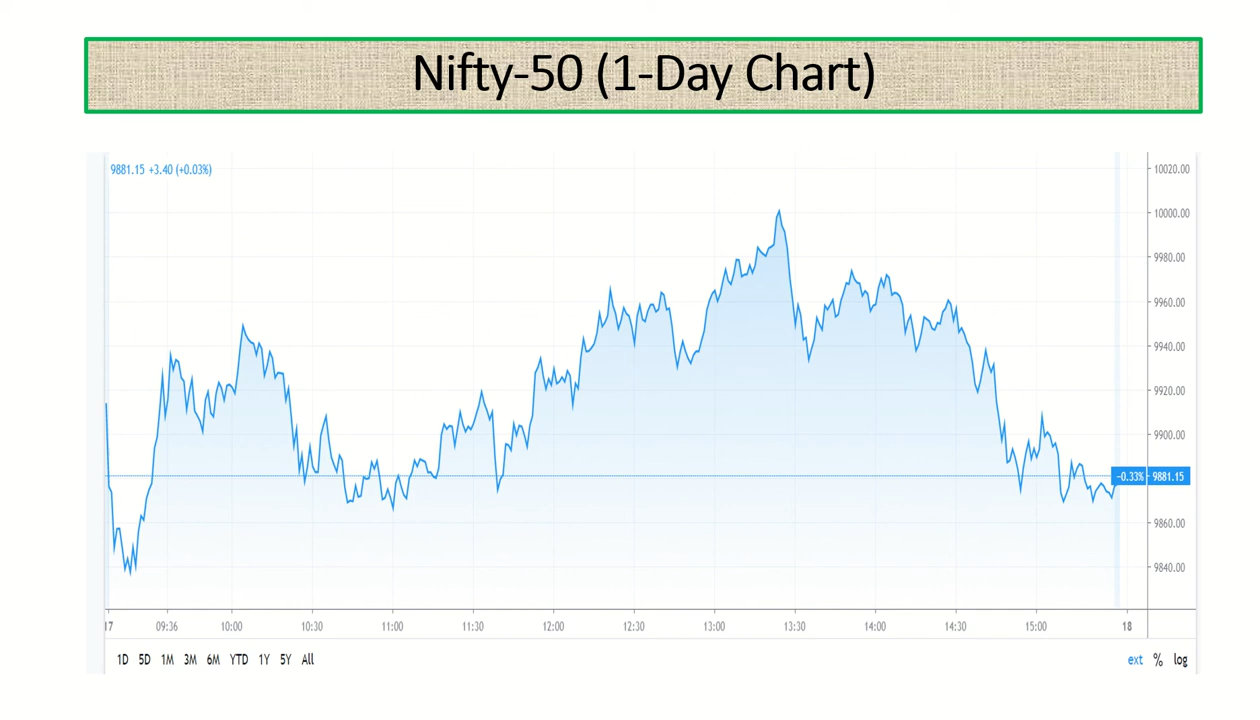 Nifty-50 (1-Day Chart)
9881.15 +3.40 (+0.03%)
10020.00
10000.00
9980.00
9960.00
9940.00
9920.00
9900.00
−0.33% 9881.15
9860.00
9840.00
17 09:36 10:00 10:30 11:00 11:30 12:00 12:30 13:00 13:30 14:00 14:30 15:00 18
1D 5D 1M 3M 6M YTD 1Y 5Y All ext % log